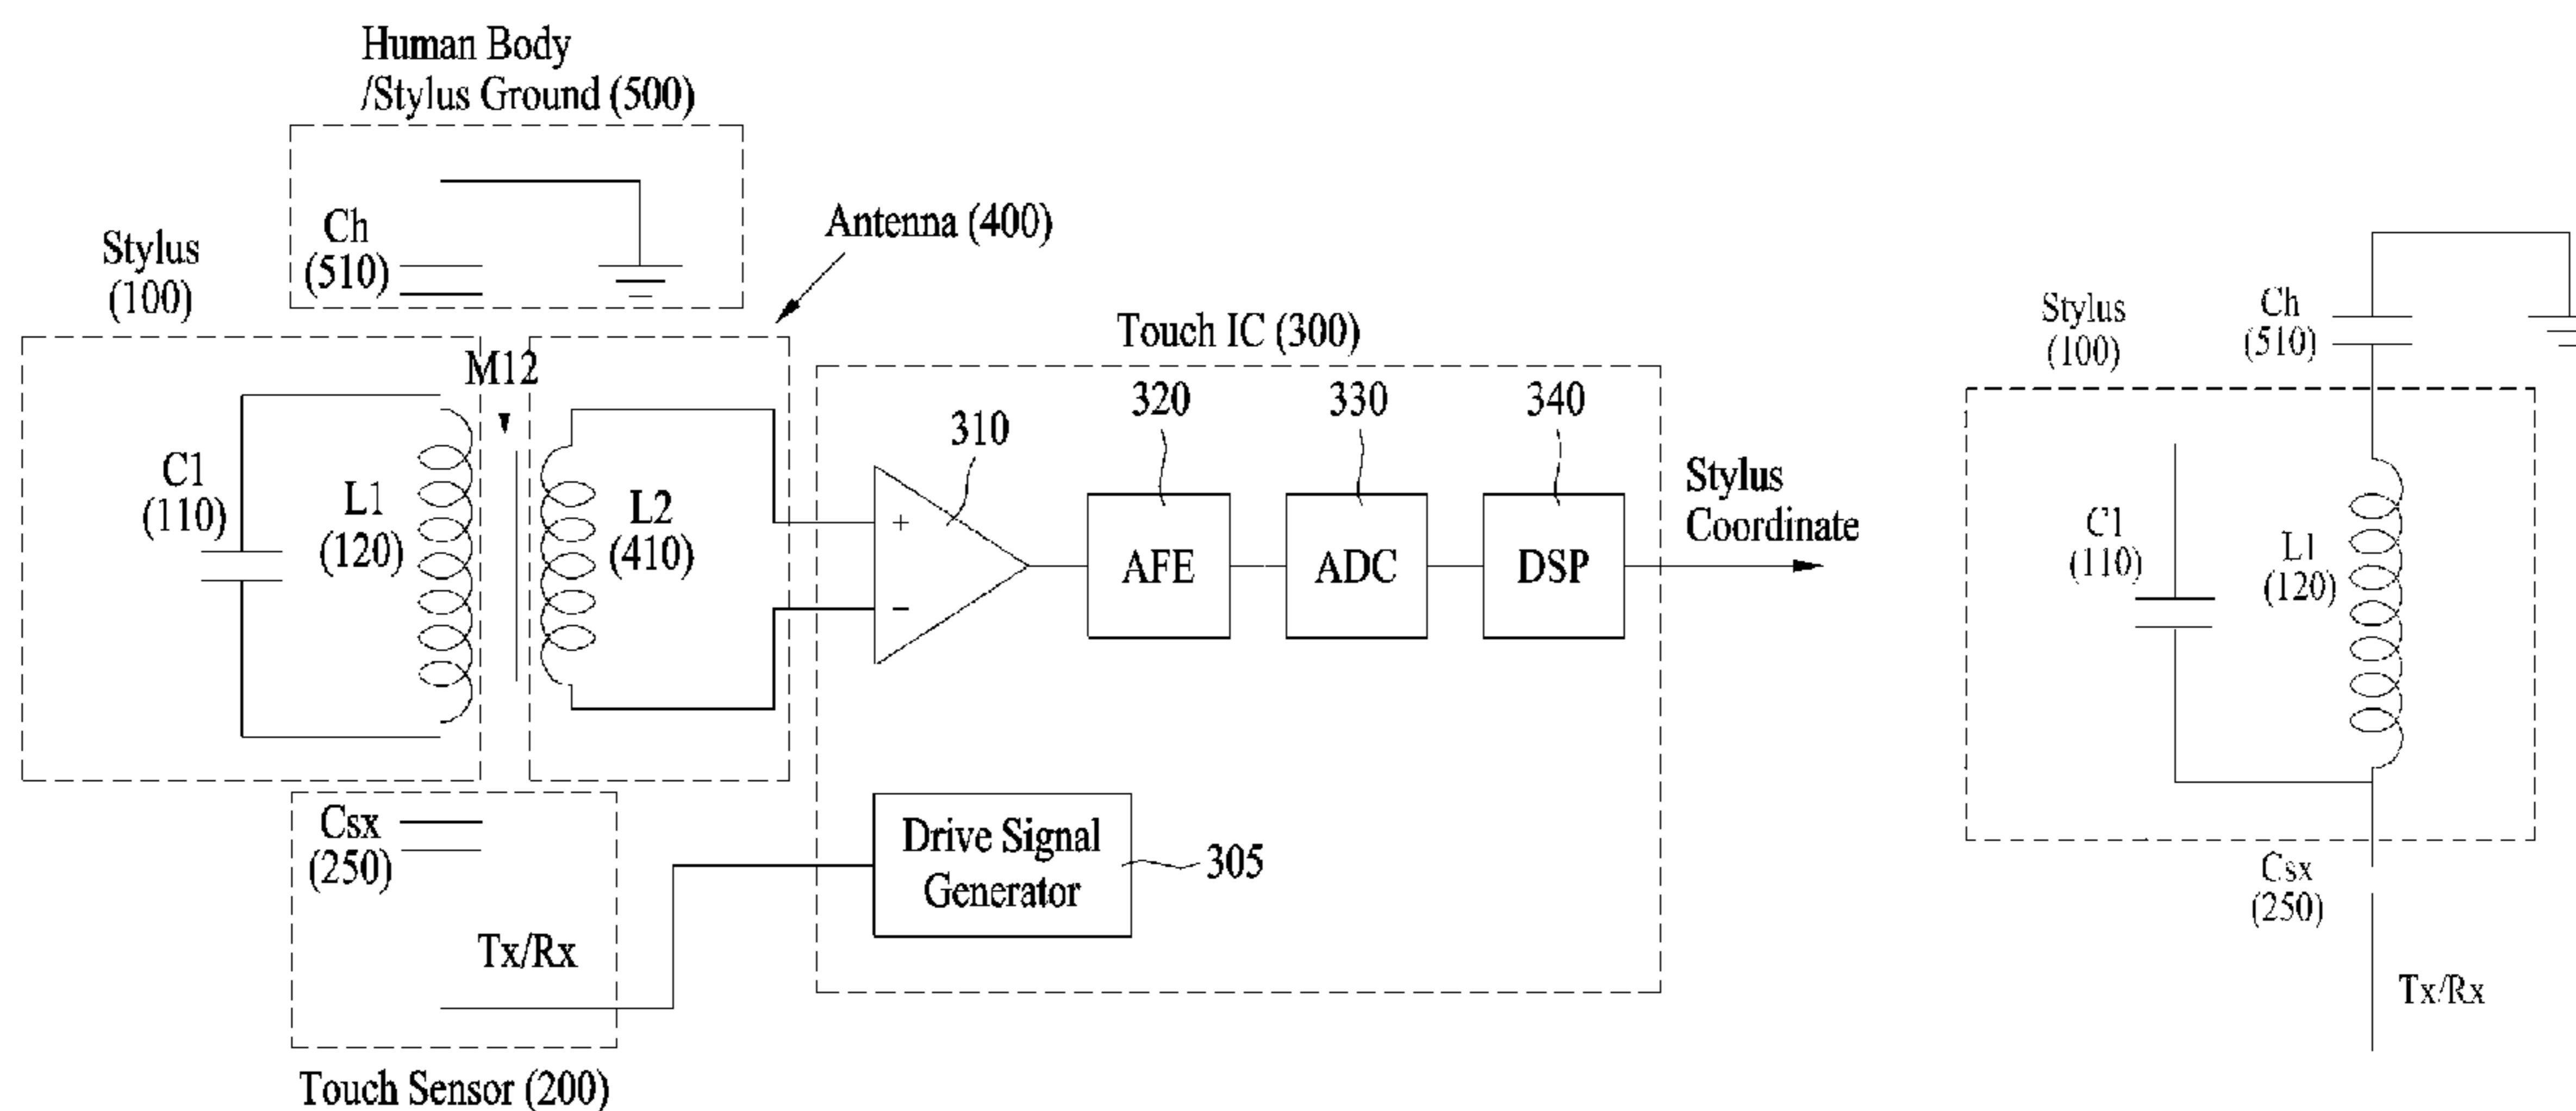 Human Body
/Stylus Ground (500)
Ch
(510)
Stylus
(100)
Antenna (400)
M12
C1
(110)
L1
(120)
L2
(410)
Touch IC (300)
310
320
330
340
+
−
AFE
ADC
DSP
Stylus
Coordinate
Csx
(250)
Tx/Rx
Drive Signal
Generator
305
Touch Sensor (200)
Stylus
(100)
Ch
(510)
C1
(110)
L1
(120)
Csx
(250)
Tx/Rx